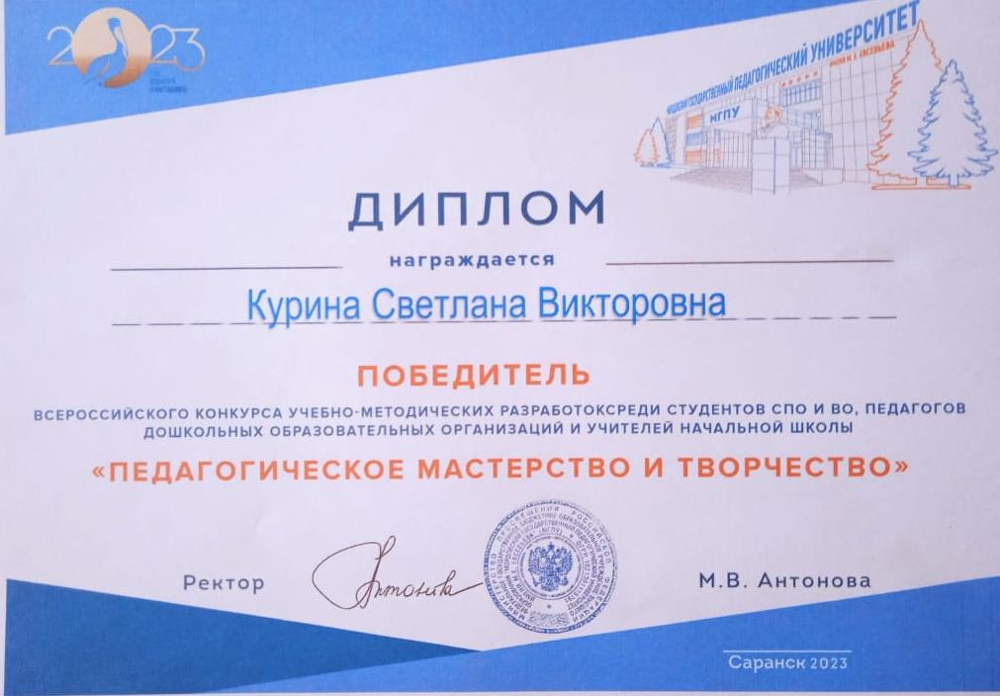 2023
МОРДОВСКИЙ ГОСУДАРСТВЕННЫЙ ПЕДАГОГИЧЕСКИЙ УНИВЕРСИТЕТ
ИМЕНИ М. Е. ЕВСЕВЬЕВА
МГПУ
ДИПЛОМ
награждается
Курина Светлана Викторовна
ПОБЕДИТЕЛЬ
ВСЕРОССИЙСКОГО КОНКУРСА УЧЕБНО-МЕТОДИЧЕСКИХ РАЗРАБОТОКСРЕДИ СТУДЕНТОВ СПО И ВО, ПЕДАГОГОВ
ДОШКОЛЬНЫХ ОБРАЗОВАТЕЛЬНЫХ ОРГАНИЗАЦИЙ И УЧИТЕЛЕЙ НАЧАЛЬНОЙ ШКОЛЫ
«ПЕДАГОГИЧЕСКОЕ МАСТЕРСТВО И ТВОРЧЕСТВО»
Ректор
Антонова
М.В. Антонова
Саранск 2023